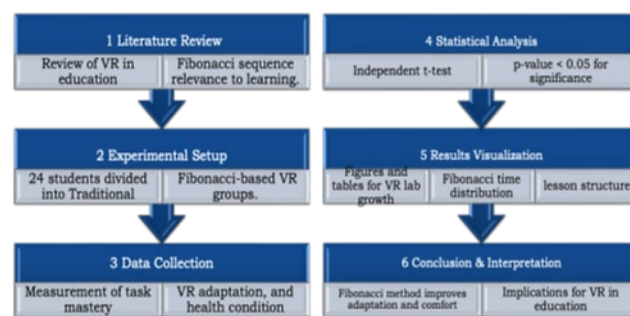 1 Literature Review
Review of VR in
education
Fibonacci sequence
relevance to learning.
2 Experimental Setup
24 students divided
into Traditional
Fibonacci-based VR
groups.
3 Data Collection
Measurement of task
mastery
VR adaptation, and
health condition
4 Statistical Analysis
Independent t-test
p-value < 0.05 for
significance
5 Results Visualization
Figures and
tables for VR lab
growth
Fibonacci time
distribution
lesson structure
6 Conclusion & Interpretation
Fibonacci method improves
adaptation and comfort
Implications for VR in
education